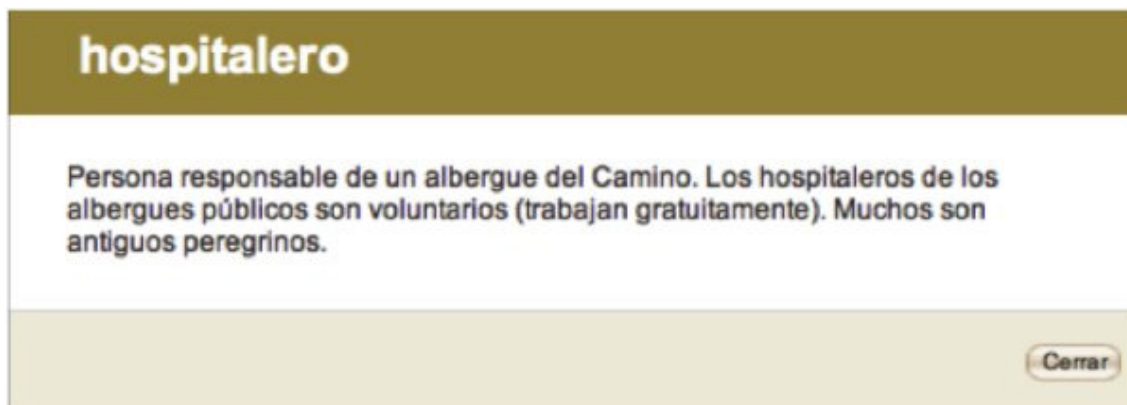 hospitalero
Persona responsable de un albergue del Camino. Los hospitaleros de los
albergues públicos son voluntarios (trabajan gratuitamente). Muchos son
antiguos peregrinos.
Cerrar